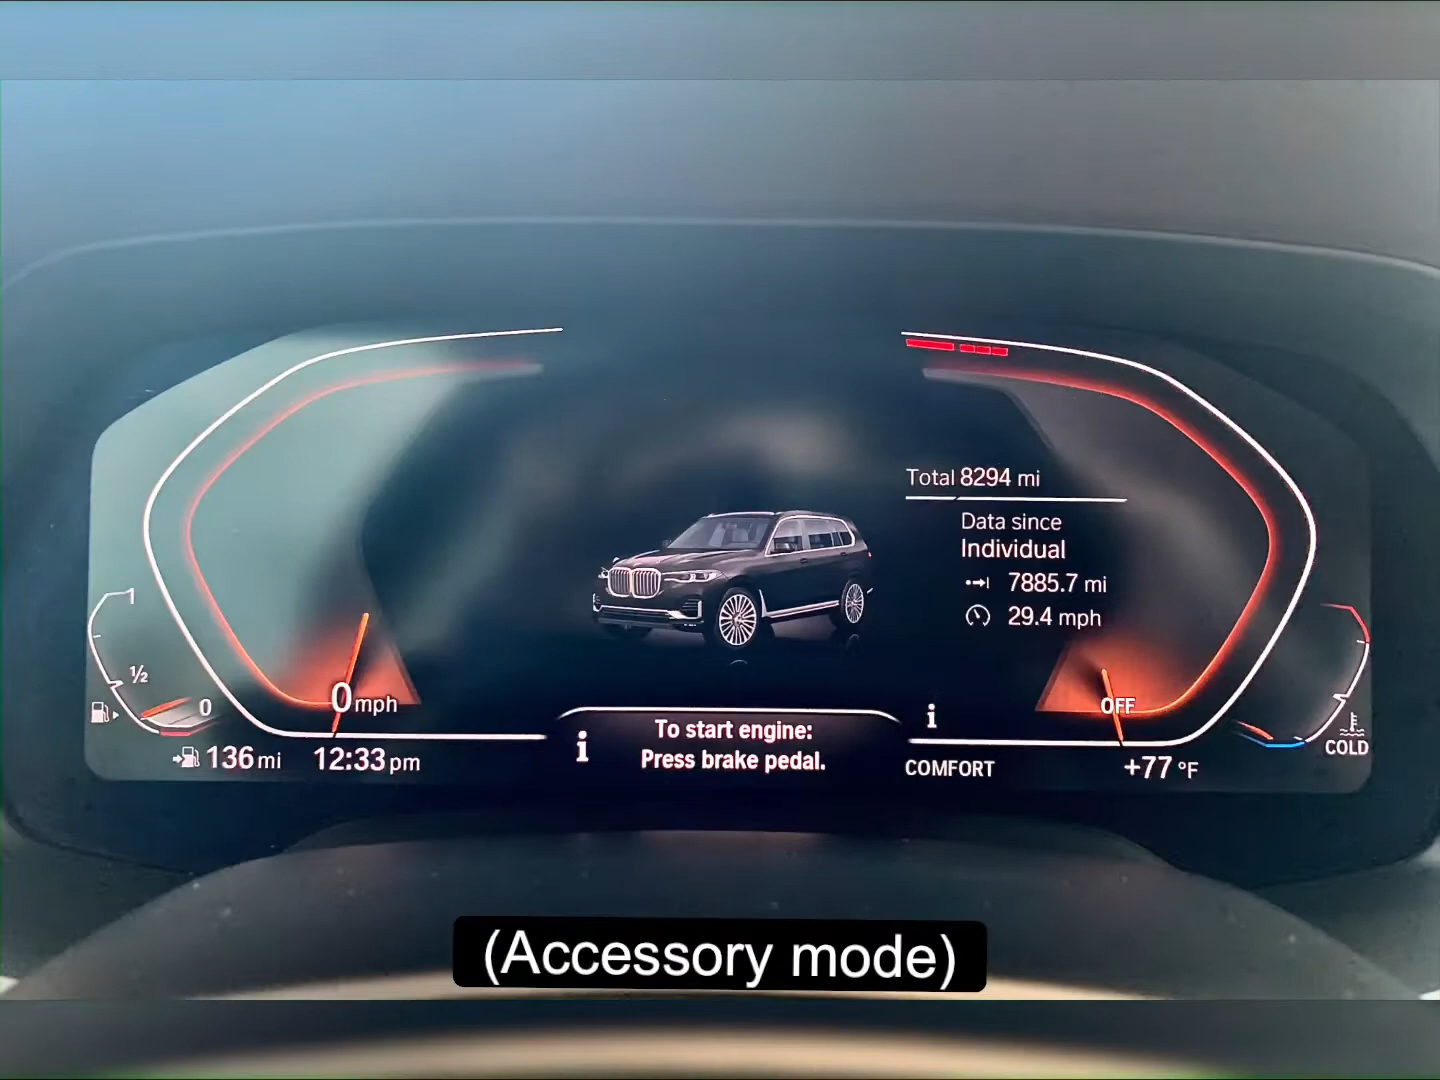 Total 8294 mi
Data since
Individual
7885.7 mi
29.4 mph
1
½
0
0 mph
OFF
COLD
136 mi
12:33 pm
To start engine:
Press brake pedal.
COMFORT
+77 °F
(Accessory mode)